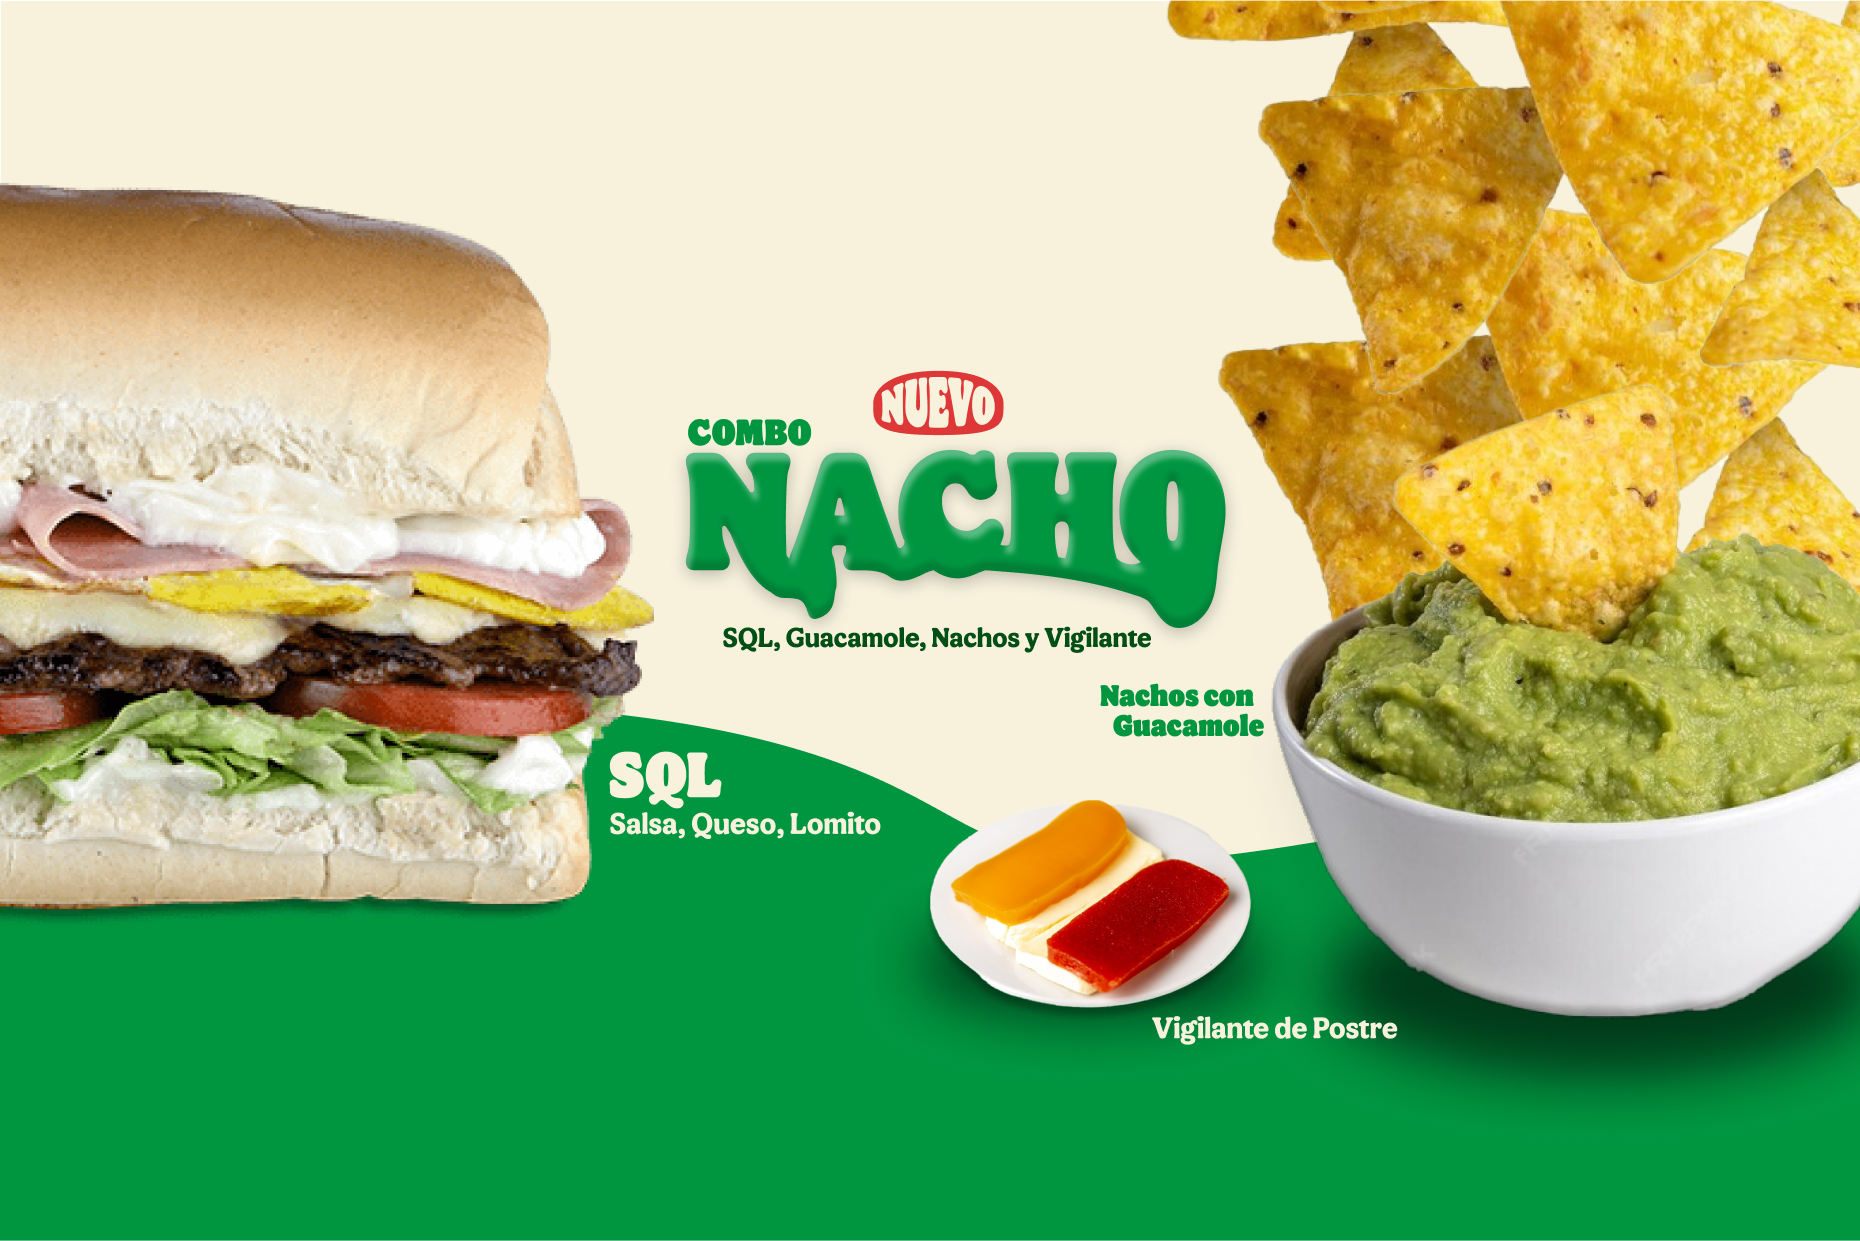 NUEVO
COMBO
NACHO
SQL, Guacamole, Nachos y Vigilante
Nachos con
Guacamole
SQL
Salsa, Queso, Lomito
Vigilante de Postre